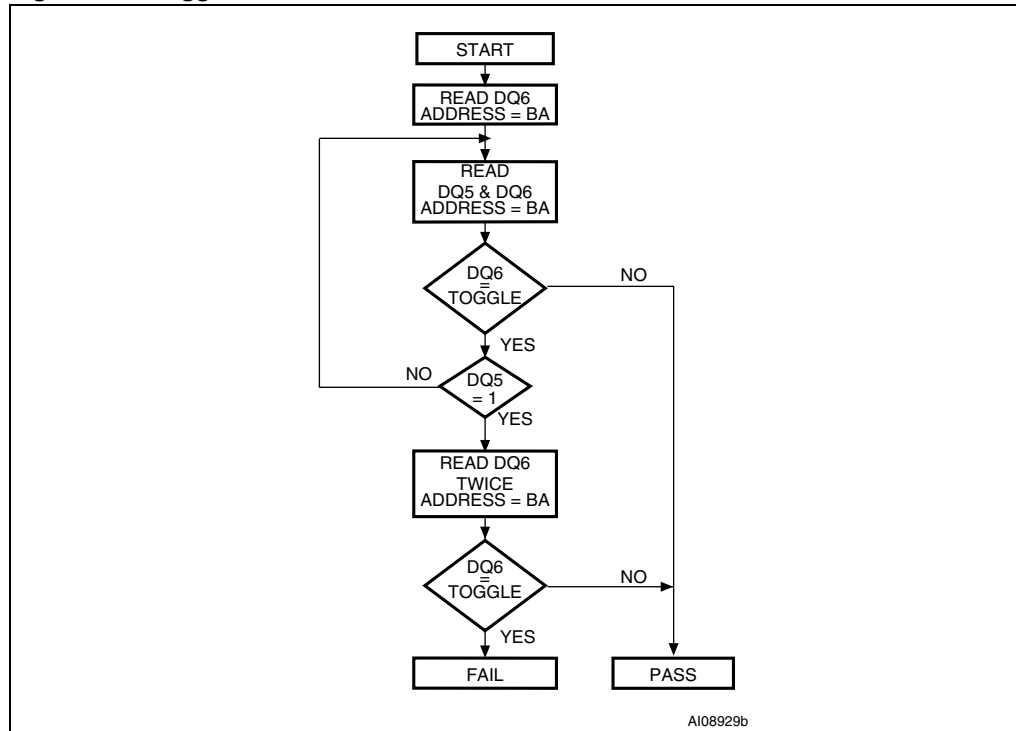 START
READ DQ6
ADDRESS = BA
READ
DQ5 & DQ6
ADDRESS = BA
DQ6
=
TOGGLE
NO
YES
NO
DQ5
= 1
YES
READ DQ6
TWICE
ADDRESS = BA
DQ6
=
TOGGLE
NO
YES
FAIL
PASS
AI08929b